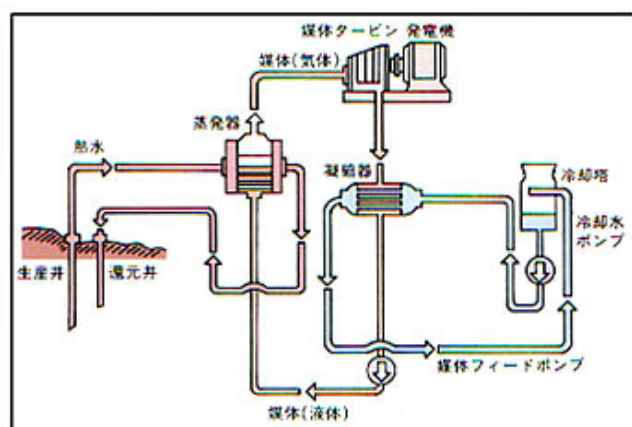 媒体タービン 発電機
媒体(気体)
蒸発器
熱水
凝縮器
冷却塔
冷却水
ポンプ
生産井
還元井
媒体フィードポンプ
媒体(液体)